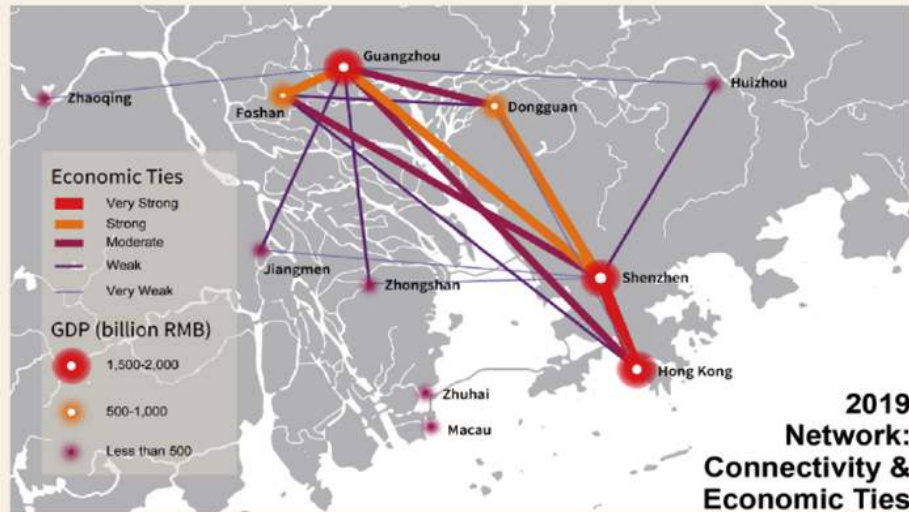 Guangzhou
Zhaoqing
Huizhou
Foshan
Dongguan
Economic Ties
Very Strong
Strong
Moderate
Weak
Very Weak
Jiangmen
Zhongshan
Shenzhen
GDP (billion RMB)
1,500-2,000
500-1,000
Less than 500
Hong Kong
Zhuhai
Macau
2019
Network:
Connectivity &
Economic Ties